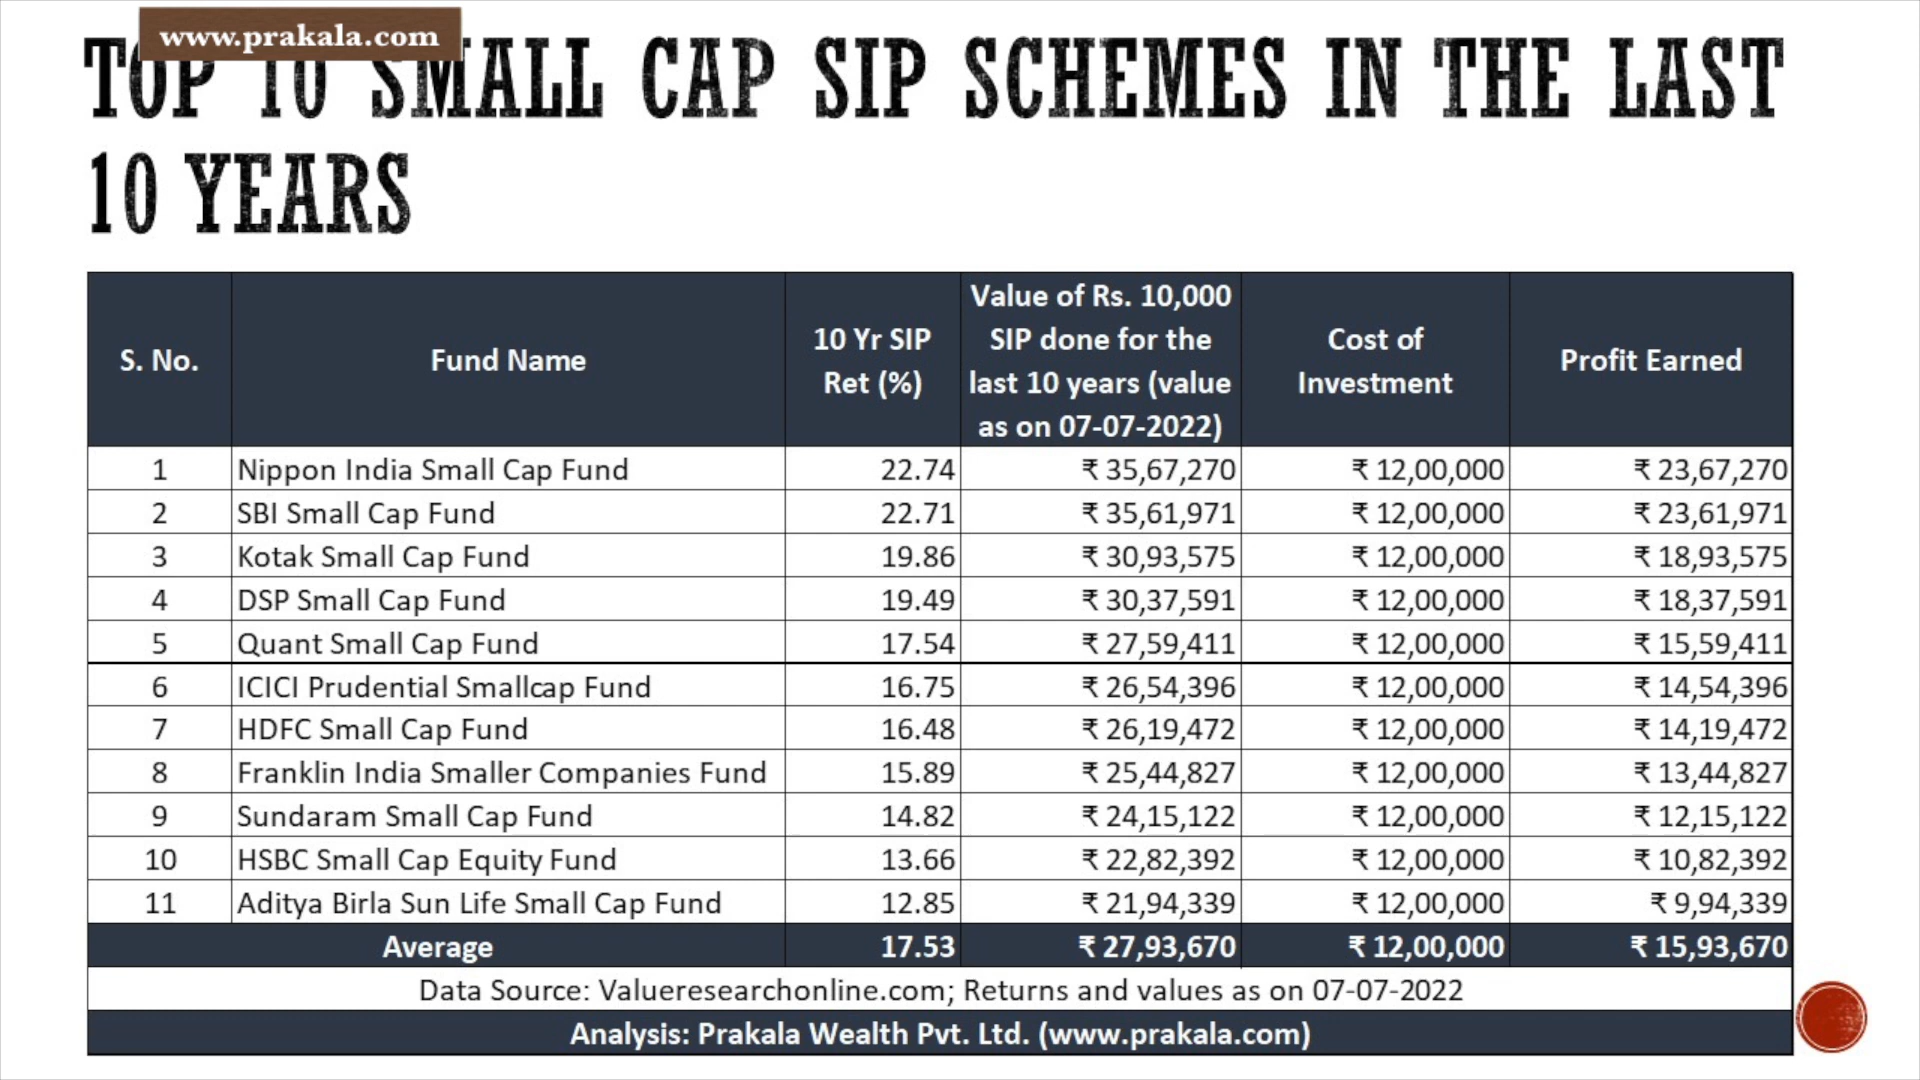 www.prakala.com
TOP 10 SMALL CAP SIP SCHEMES IN THE LAST
10 YEARS
S. No. Fund Name 10 Yr SIP Ret (%) Value of Rs. 10,000 SIP done for the last 10 years (value as on 07-07-2022) Cost of Investment Profit Earned
1 Nippon India Small Cap Fund 22.74 ₹ 35,67,270 ₹ 12,00,000 ₹ 23,67,270
2 SBI Small Cap Fund 22.71 ₹ 35,61,971 ₹ 12,00,000 ₹ 23,61,971
3 Kotak Small Cap Fund 19.86 ₹ 30,93,575 ₹ 12,00,000 ₹ 18,93,575
4 DSP Small Cap Fund 19.49 ₹ 30,37,591 ₹ 12,00,000 ₹ 18,37,591
5 Quant Small Cap Fund 17.54 ₹ 27,59,411 ₹ 12,00,000 ₹ 15,59,411
6 ICICI Prudential Smallcap Fund 16.75 ₹ 26,54,396 ₹ 12,00,000 ₹ 14,54,396
7 HDFC Small Cap Fund 16.48 ₹ 26,19,472 ₹ 12,00,000 ₹ 14,19,472
8 Franklin India Smaller Companies Fund 15.89 ₹ 25,44,827 ₹ 12,00,000 ₹ 13,44,827
9 Sundaram Small Cap Fund 14.82 ₹ 24,15,122 ₹ 12,00,000 ₹ 12,15,122
10 HSBC Small Cap Equity Fund 13.66 ₹ 22,82,392 ₹ 12,00,000 ₹ 10,82,392
11 Aditya Birla Sun Life Small Cap Fund 12.85 ₹ 21,94,339 ₹ 12,00,000 ₹ 9,94,339
Average 17.53 ₹ 27,93,670 ₹ 12,00,000 ₹ 15,93,670
Data Source: Valueresearchonline.com; Returns and values as on 07-07-2022
Analysis: Prakala Wealth Pvt. Ltd. (www.prakala.com)